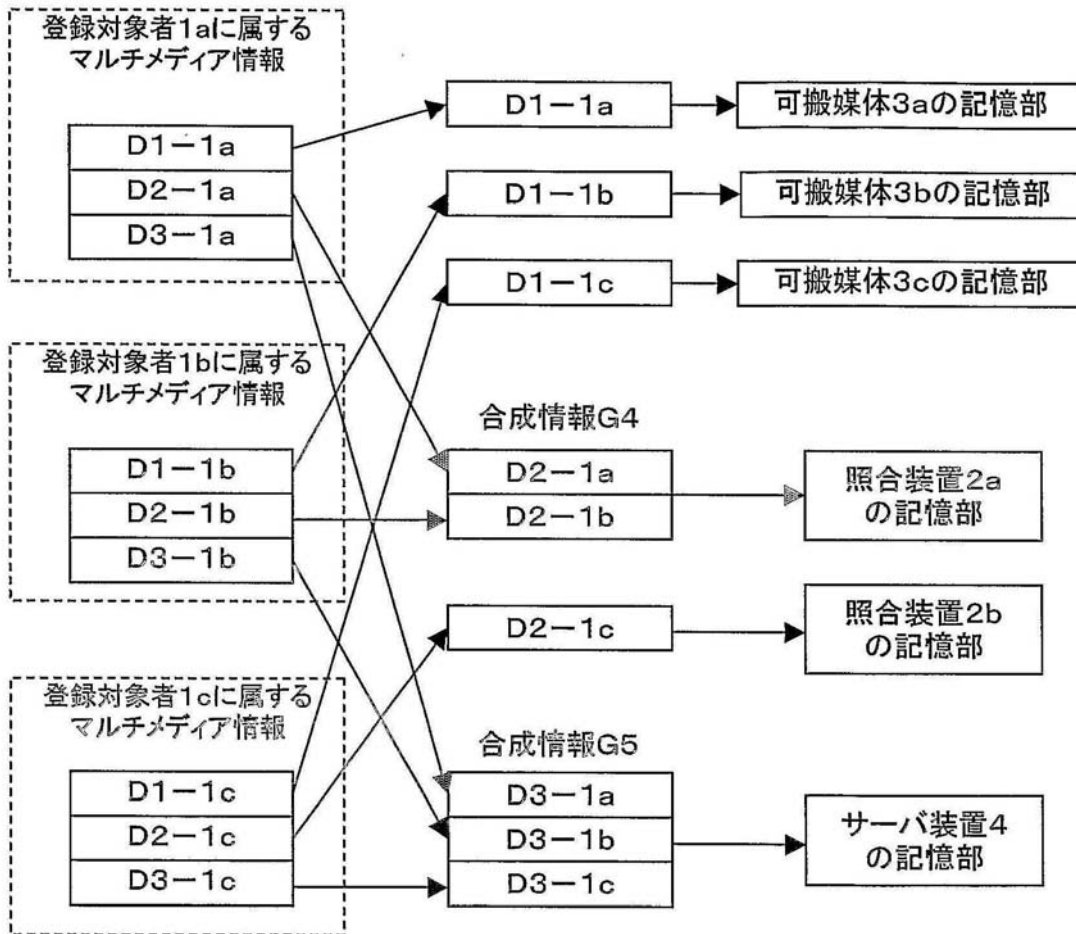 登録対象者1aに属する
マルチメディア情報
D1-1a
D2-1a
D3-1a
登録対象者1bに属する
マルチメディア情報
D1-1b
D2-1b
D3-1b
登録対象者1cに属する
マルチメディア情報
D1-1c
D2-1c
D3-1c
D1-1a
D1-1b
D1-1c
合成情報G4
D2-1a
D2-1b
D2-1c
合成情報G5
D3-1a
D3-1b
D3-1c
可搬媒体3aの記憶部
可搬媒体3bの記憶部
可搬媒体3cの記憶部
照合装置2a
の記憶部
照合装置2b
の記憶部
サーバ装置4
の記憶部